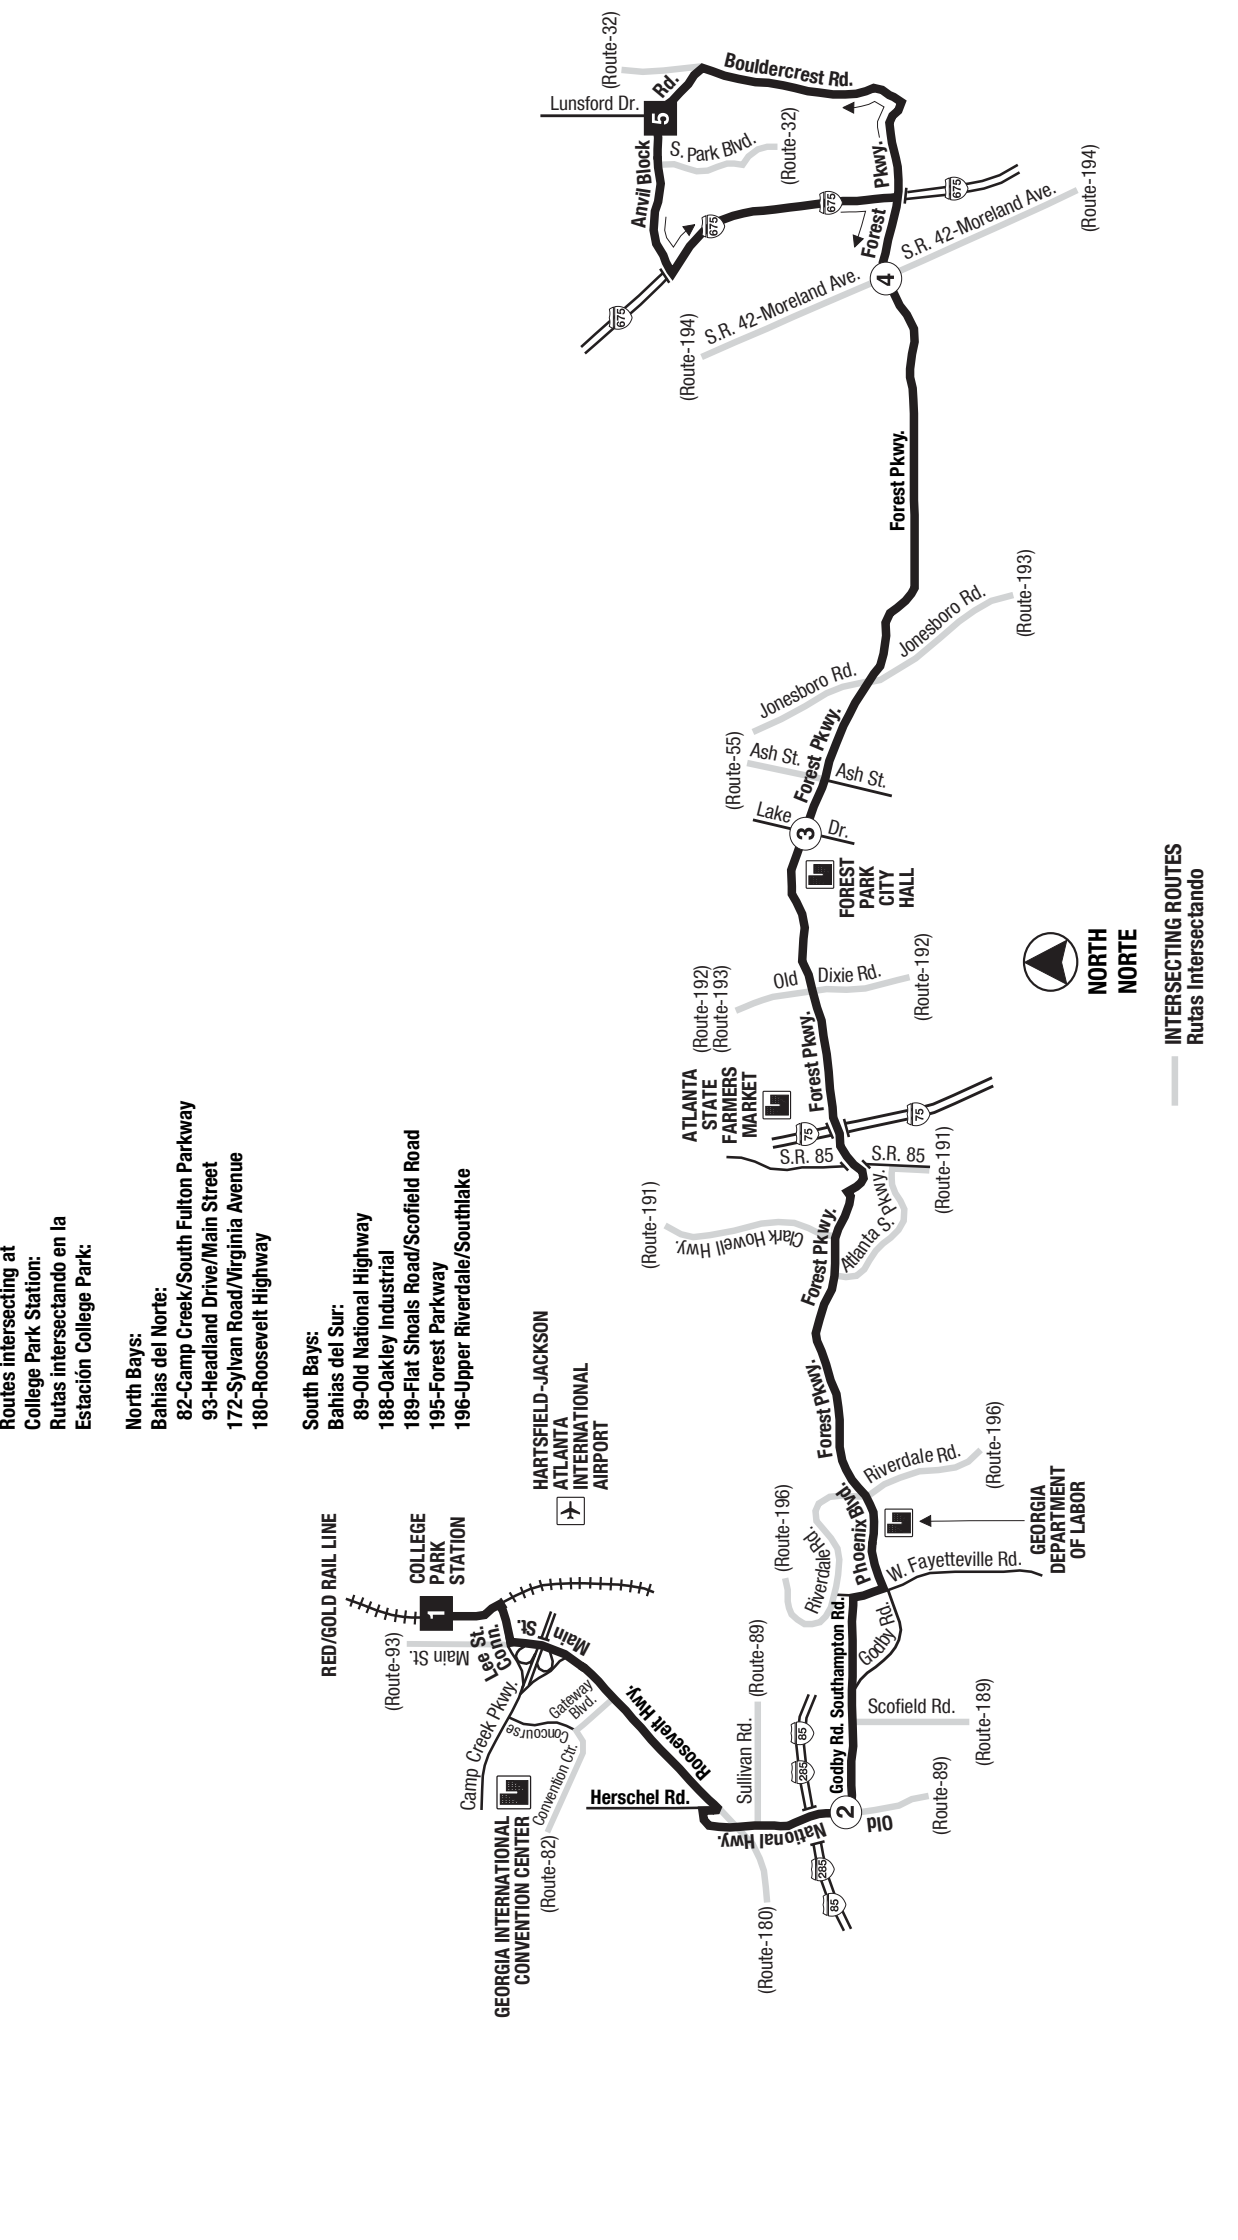 Routes intersecting at
College Park Station:
Rutas intersectando en la
Estación College Park:
North Bays:
Bahias del Norte:
82-Camp Creek/South Fulton Parkway
93-Headland Drive/Main Street
172-Sylvan Road/Virginia Avenue
180-Roosevelt Highway
South Bays:
Bahias del Sur:
89-Old National Highway
188-Oakley Industrial
189-Flat Shoals Road/Scofield Road
195-Forest Parkway
196-Upper Riverdale/Southlake
RED/GOLD RAIL LINE
COLLEGE
PARK
STATION
1
(Route-93)
Main St.
Lee St.
Conn.
Main St.
Camp Creek Pkwy.
Concourse
Gateway
Blvd.
Convention Ctr.
(Route-82)
GEORGIA INTERNATIONAL
CONVENTION CENTER
HARTSFIELD-JACKSON
ATLANTA
INTERNATIONAL
AIRPORT
Roosevelt Hwy.
Herschel Rd.
Sullivan Rd.
(Route-89)
(Route-180)
National Hwy.
Old
(Route-89)
285
85
285
85
2
Godby Rd.
Southampton Rd.
Scofield Rd.
(Route-189)
Godby Rd.
W. Fayetteville Rd.
GEORGIA
DEPARTMENT
OF LABOR
Phoenix Blvd.
Riverdale Rd.
(Route-196)
Riverdale Rd.
(Route-196)
Forest Pkwy.
Forest Pkwy.
Clark Howell Hwy.
(Route-191)
Atlanta S. Pkwy.
S.R. 85
S.R. 85
(Route-191)
75
75
ATLANTA
STATE
FARMERS
MARKET
Forest Pkwy.
(Route-192)
(Route-193)
Old Dixie Rd.
(Route-192)
FOREST
PARK
CITY
HALL
3
Lake Dr.
(Route-55)
Ash St.
Ash St.
Forest Pkwy.
Jonesboro Rd.
Jonesboro Rd.
(Route-193)
Forest Pkwy.
4
(Route-194)
S.R. 42-Moreland Ave.
S.R. 42-Moreland Ave.
(Route-194)
Forest Pkwy.
675
675
675
675
Anvil Block Rd.
S. Park Blvd.
(Route-32)
Lunsford Dr.
5
(Route-32)
Bouldercrest Rd.
NORTH
NORTE
INTERSECTING ROUTES
Rutas Intersectando